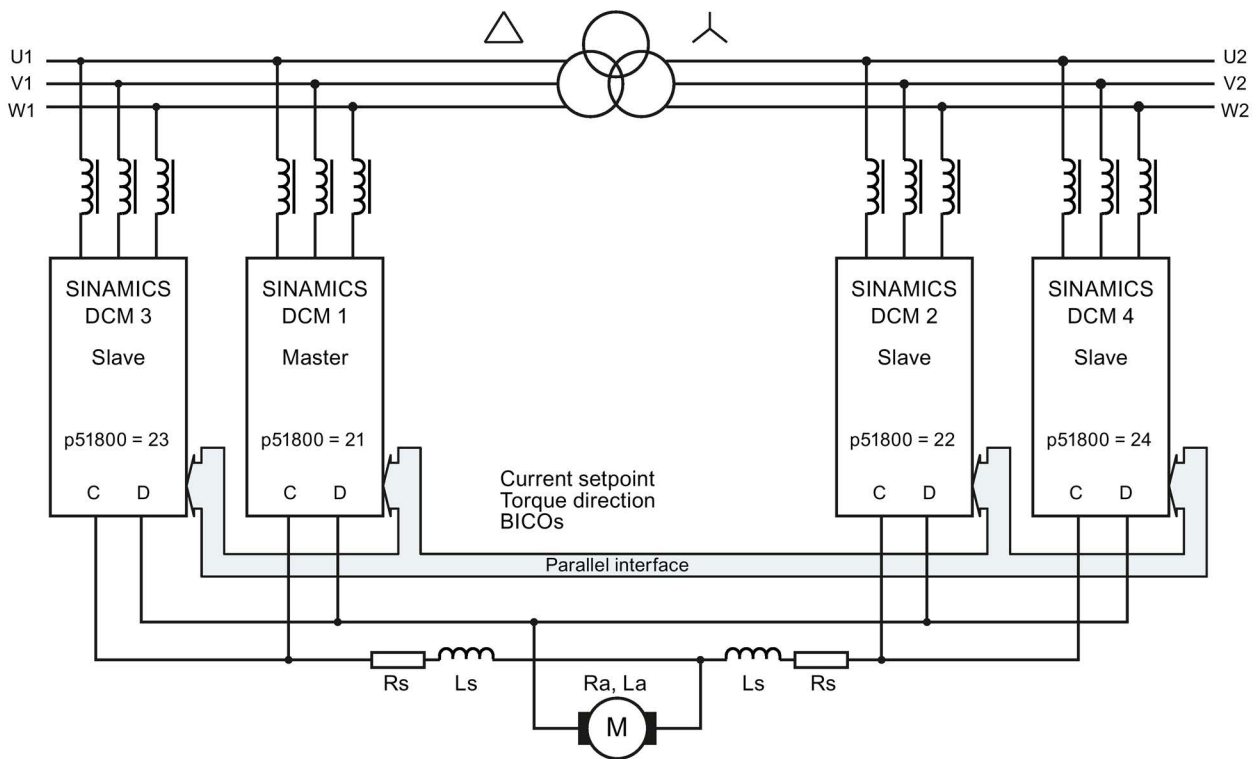 U1
V1
W1
U2
V2
W2
SINAMICS
DCM 3
Slave
p51800 = 23
C D
SINAMICS
DCM 1
Master
p51800 = 21
C D
SINAMICS
DCM 2
Slave
p51800 = 22
C D
SINAMICS
DCM 4
Slave
p51800 = 24
C D
Current setpoint
Torque direction
BICOs
Parallel interface
Rs Ls Ra, La Ls Rs
M